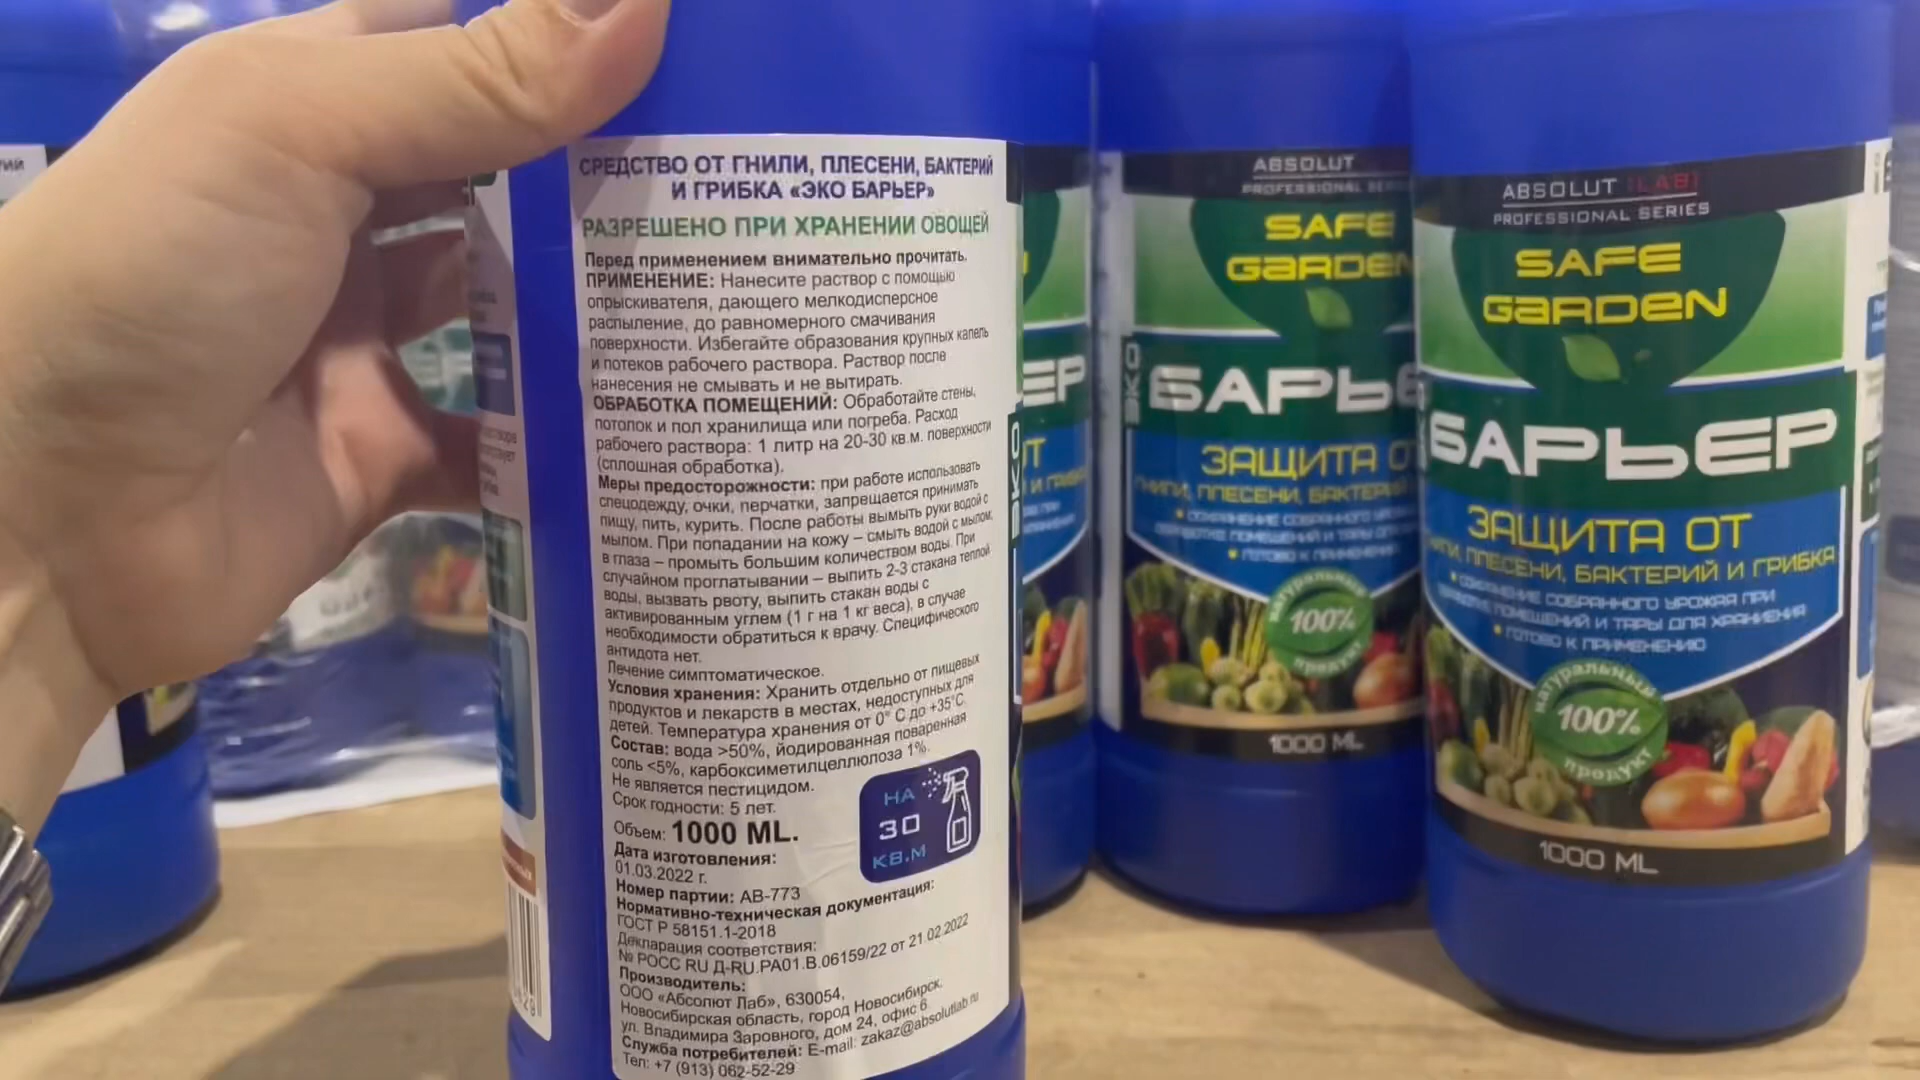 СРЕДСТВО ОТ ГНИЛИ, ПЛЕСЕНИ, БАКТЕРИЙ
И ГРИБКА «ЭКО БАРЬЕР»
РАЗРЕШЕНО ПРИ ХРАНЕНИИ ОВОЩЕЙ
Перед применением внимательно прочитать.
ПРИМЕНЕНИЕ: Нанесите раствор с помощью
опрыскивателя, дающего мелкодисперсное
распыление, до равномерного смачивания
поверхности. Избегайте образования крупных капель
и потеков рабочего раствора. Раствор после
нанесения не смывать и не вытирать.
ОБРАБОТКА ПОМЕЩЕНИЙ: Обработайте стены,
потолок и пол хранилища или погреба. Расход
рабочего раствора: 1 литр на 20-30 кв.м. поверхности
(сплошная обработка).
Меры предосторожности: при работе использовать
спецодежду, очки, перчатки, запрещается принимать
пищу, пить, курить. После работы вымыть руки водой с
мылом. При попадании на кожу – смыть водой с мылом,
в глаза – промыть большим количеством воды. При
случайном проглатывании – выпить 2-3 стакана теплой
воды, вызвать рвоту, выпить стакан воды с
активированным углем (1 г на 1 кг веса), в случае
необходимости обратиться к врачу. Специфического
антидота нет.
Лечение симптоматическое.
Условия хранения: Хранить отдельно от пищевых
продуктов и лекарств в местах, недоступных для
детей. Температура хранения от 0° С до +35°С
Состав: вода >50%, йодированная поваренная
соль <5%, карбоксиметилцеллюлоза 1%.
Не является пестицидом.
Срок годности: 5 лет.
Объем: 1000 ML.
НА
30
КВ.М
Дата изготовления:
01.03.2022 г.
Номер партии: АВ-773
Нормативно-техническая документация:
ГОСТ Р 58151.1-2018
Декларация соответствия:
№ РОСС RU Д-RU.РА01.В.06159/22 от 21.02.2022
Производитель:
ООО «Абсолют Лаб», 630054,
Новосибирская область, город Новосибирск,
ул. Владимира Заровного, дом 24, офис 6
Служба потребителей: E-mail: zakaz@absolutlab.ru
Тел: +7 (913) 062-52-29
ABSOLUT
PROFESSIONAL SERIES
SAFE
GARDEN
ЭКО
БАРЬЕ
ЗАЩИТА ОТ
ГНИЛИ, ПЛЕСЕНИ, БАКТЕРИЙ
ГОТОВО К ПРИМЕНЕНИЮ
натуральный
100%
продукт
1000 ML
ABSOLUT [LAB]
PROFESSIONAL SERIES
SAFE
GARDEN
БАРЬЕР
ЗАЩИТА ОТ
ПЛЕСЕНИ, БАКТЕРИЙ И ГРИБКА
СОХРАНЕНИЕ СОБРАННОГО УРОЖАЯ ПРИ
ПОМЕЩЕНИЙ И ТАРЫ ДЛЯ ХРАНЕНИЯ
ГОТОВО К ПРИМЕНЕНИЮ
натуральный
100%
продукт
1000 ML